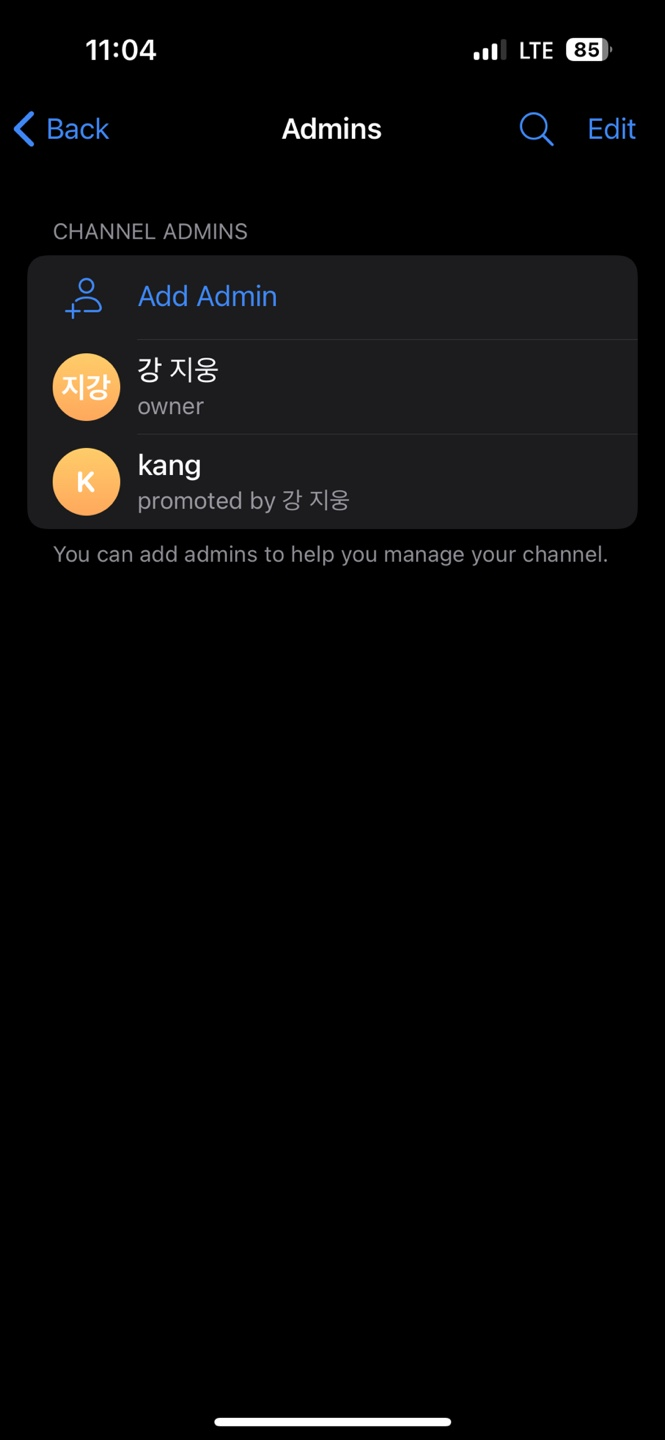 11:04
LTE 85
Back Admins Edit
CHANNEL ADMINS
Add Admin
지강
강 지웅
owner
K
kang
promoted by 강 지웅
You can add admins to help you manage your channel.